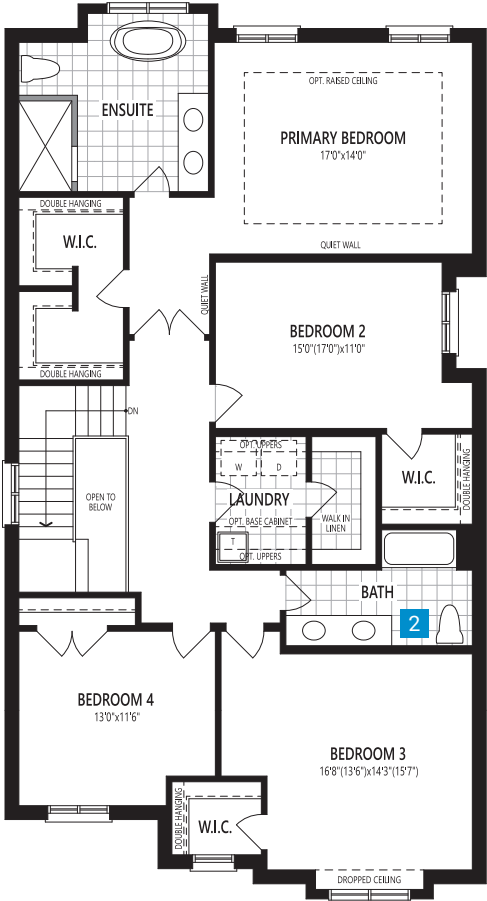 ENSUITE
OPT. RAISED CEILING
PRIMARY BEDROOM
17'0"x14'0"
QUIET WALL
DOUBLE HANGING
W.I.C.
QUIET WALL
DOUBLE HANGING
BEDROOM 2
15'0"(17'0")x11'0"
DN
OPEN TO
BELOW
OPT. UPPERS
W
D
LAUNDRY
OPT. BASE CABINET
T
OPT. UPPERS
WALK IN
LINEN
W.I.C.
DOUBLE HANGING
BATH
2
BEDROOM 4
13'0"x11'6"
BEDROOM 3
16'8"(13'6")x14'3"(15'7")
DOUBLE HANGING
W.I.C.
DROPPED CEILING